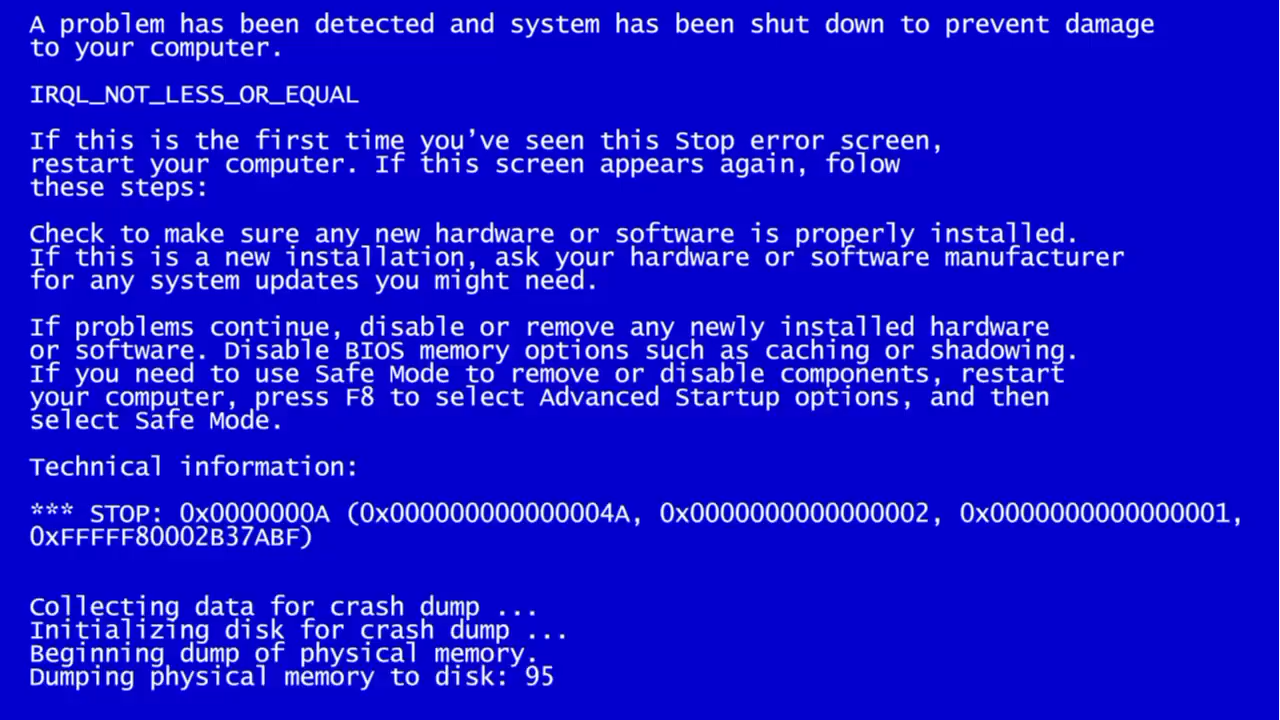 A problem has been detected and system has been shut down to prevent damage
to your computer.
IRQL_NOT_LESS_OR_EQUAL
If this is the first time you’ve seen this Stop error screen,
restart your computer. If this screen appears again, folow
these steps:
Check to make sure any new hardware or software is properly installed.
If this is a new installation, ask your hardware or software manufacturer
for any system updates you might need.
If problems continue, disable or remove any newly installed hardware
or software. Disable BIOS memory options such as caching or shadowing.
If you need to use Safe Mode to remove or disable components, restart
your computer, press F8 to select Advanced Startup options, and then
select Safe Mode.
Technical information:
*** STOP: 0x0000000A (0x000000000000004A, 0x0000000000000002, 0x0000000000000001,
0xFFFFF80002B37ABF)
Collecting data for crash dump ...
Initializing disk for crash dump ...
Beginning dump of physical memory.
Dumping physical memory to disk: 95